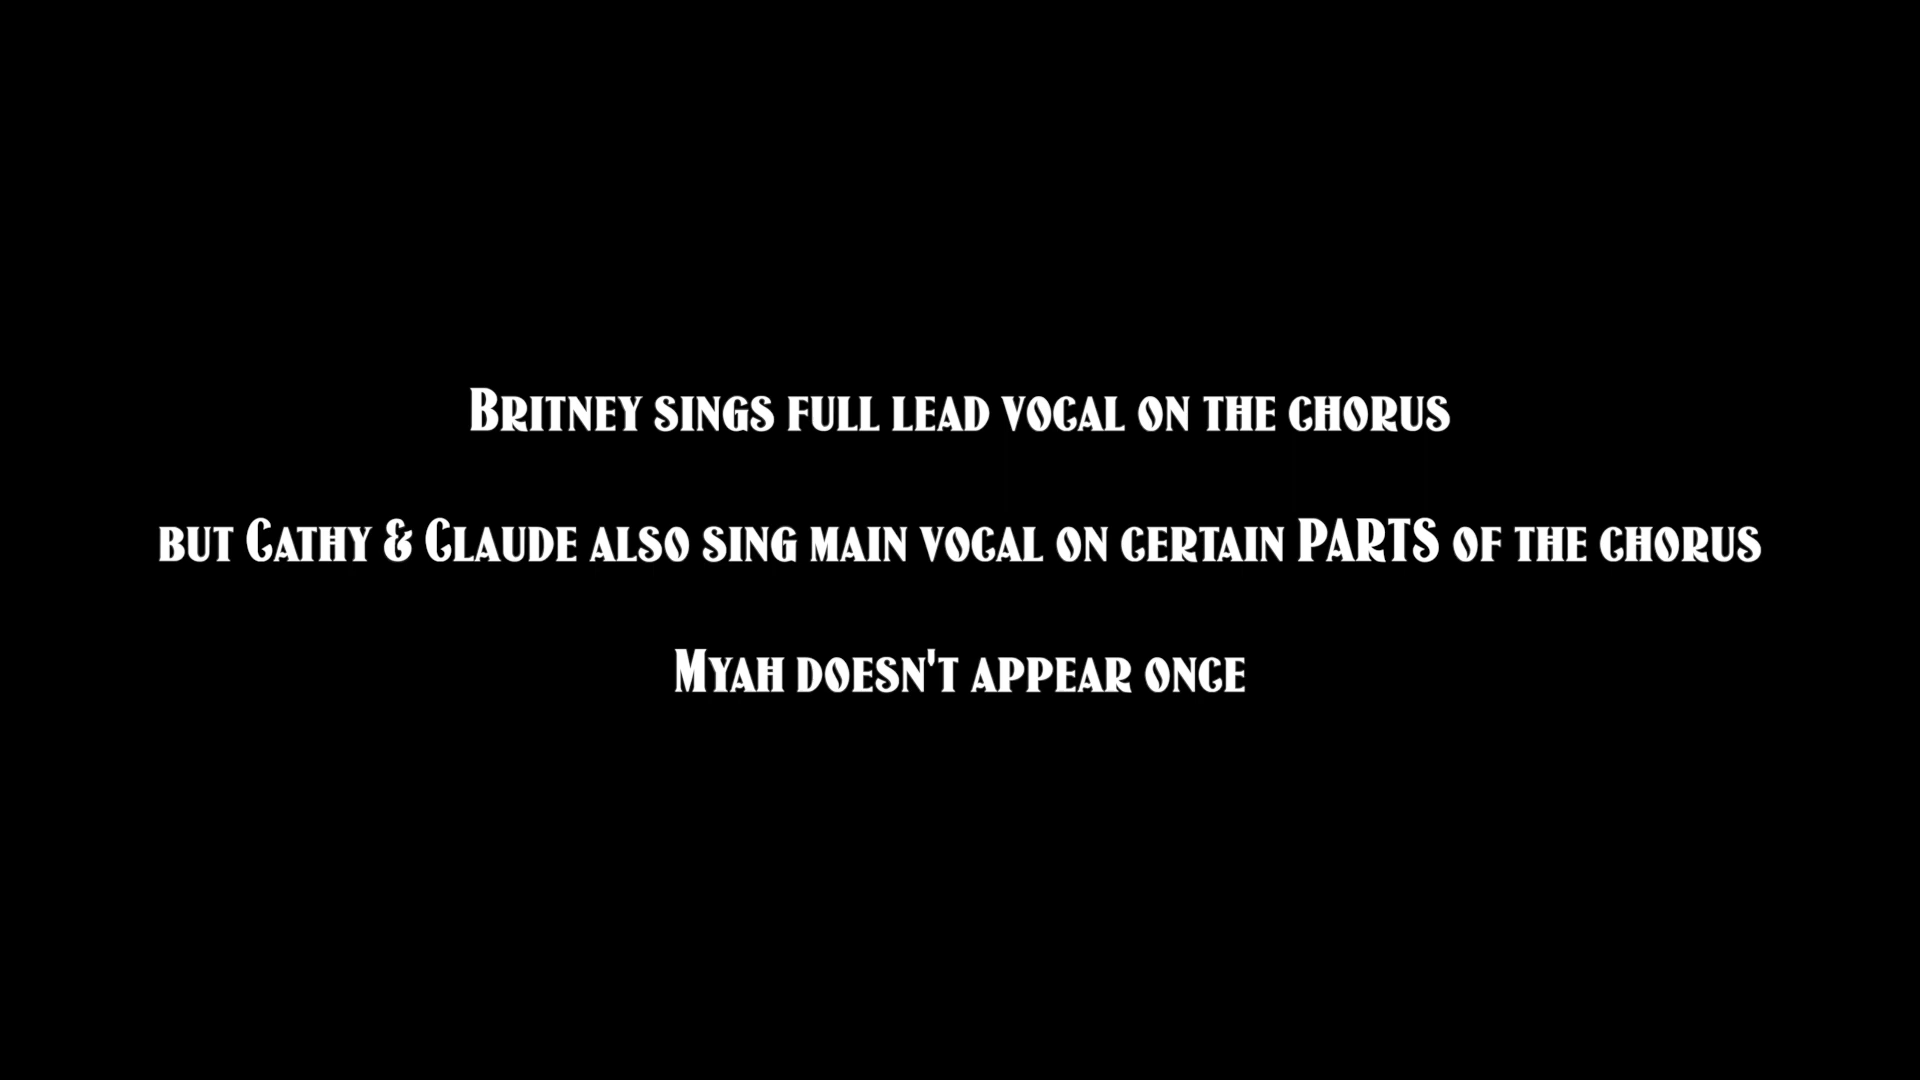 Britney sings full lead vocal on the chorus
but Cathy & Claude also sing main vocal on certain PARTS of the chorus
Myah doesn't appear once